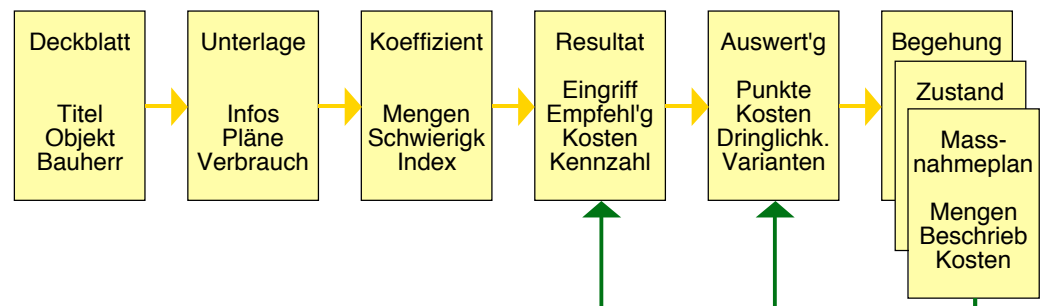 Deckblatt
Titel
Objekt
Bauherr
Unterlage
Infos
Pläne
Verbrauch
Koeffizient
Mengen
Schwierigk
Index
Resultat
Eingriff
Empfehl'g
Kosten
Kennzahl
Auswert'g
Punkte
Kosten
Dringlichk.
Varianten
Begehung
Zustand
Mass-
nahmeplan
Mengen
Beschrieb
Kosten